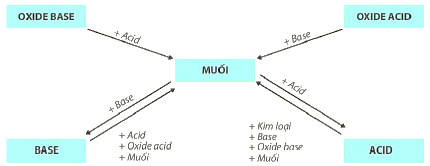 OXIDE BASE
OXIDE ACID
+ Acid
+ Base
MUỐI
+ Base
+ Acid
+ Acid
+ Oxide acid
+ Muối
+ Kim loại
+ Base
+ Oxide base
+ Muối
BASE
ACID